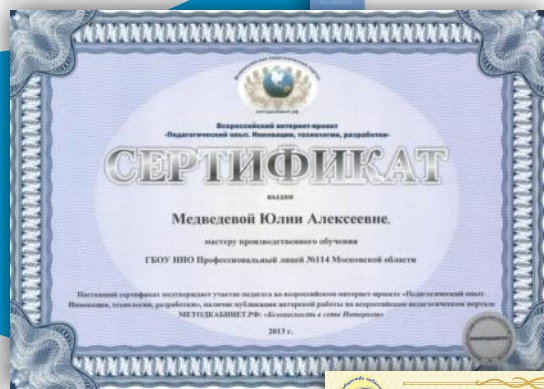 Всероссийский интернет-проект
«Педагогический опыт. Инновации, технологии, разработки»
СЕРТИФИКАТ
выдан
Медведевой Юлии Алексеевне,
мастеру производственного обучения
ГБОУ НПО Профессиональный лицей №114 Московской области
Настоящий сертификат подтверждает участие педагога во всероссийском интернет-проекте «Педагогический опыт.
Инновации, технологии, разработки», наличие публикации авторской работы на всероссийском педагогическом портале
МЕТОДКАБИНЕТ.РФ: «Безопасность в сети Интернет»
2013 г.